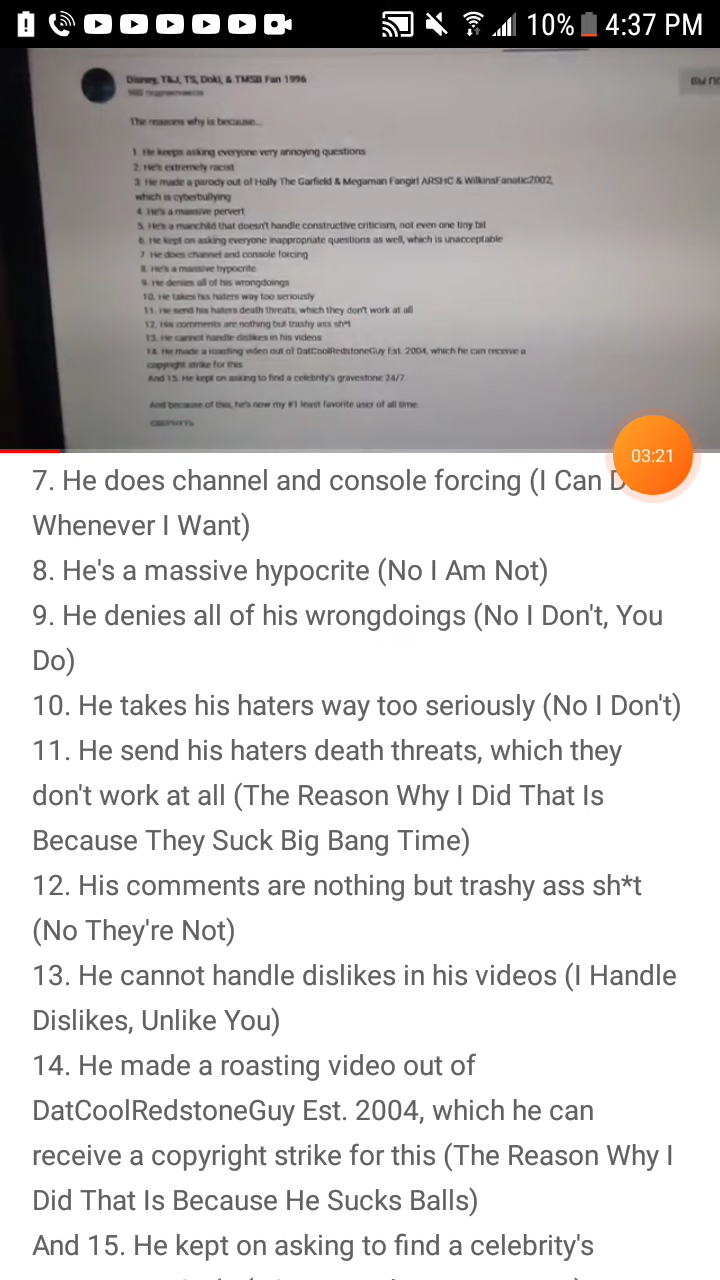 10% 4:37 PM
Disney, T&J, TS, Doki, & TMSB Fan 1996
The reasons why is because...
1. He keeps asking everyone very annoying questions
2. He's extremely racist
3. He made a parody out of Holly The Garfield & Megaman Fangirl ARSHC & WilkinsFanatic2002,
which is cyberbullying
4. He's a massive pervert
5. He's a manchild that doesn't handle constructive criticism, not even one tiny bit
6. He kept on asking everyone inappropriate questions as well, which is unacceptable
7. He does channel and console forcing
8. He's a massive hypocrite
9. He denies all of his wrongdoings
10. He takes his haters way too seriously
11. He send his haters death threats, which they don't work at all
12. His comments are nothing but trashy ass sh*t
13. He cannot handle dislikes in his videos
14. He made a roasting video out of DatCoolRedstoneGuy Est. 2004, which he can receive a
copyright strike for this
And 15. He kept on asking to find a celebrity's gravestone 24/7.
And because of this, he's now my #1 least favorite user of all time.
03:21
7. He does channel and console forcing (I Can D
Whenever I Want)
8. He's a massive hypocrite (No I Am Not)
9. He denies all of his wrongdoings (No I Don't, You
Do)
10. He takes his haters way too seriously (No I Don't)
11. He send his haters death threats, which they
don't work at all (The Reason Why I Did That Is
Because They Suck Big Bang Time)
12. His comments are nothing but trashy ass sh*t
(No They're Not)
13. He cannot handle dislikes in his videos (I Handle
Dislikes, Unlike You)
14. He made a roasting video out of
DatCoolRedstoneGuy Est. 2004, which he can
receive a copyright strike for this (The Reason Why I
Did That Is Because He Sucks Balls)
And 15. He kept on asking to find a celebrity's